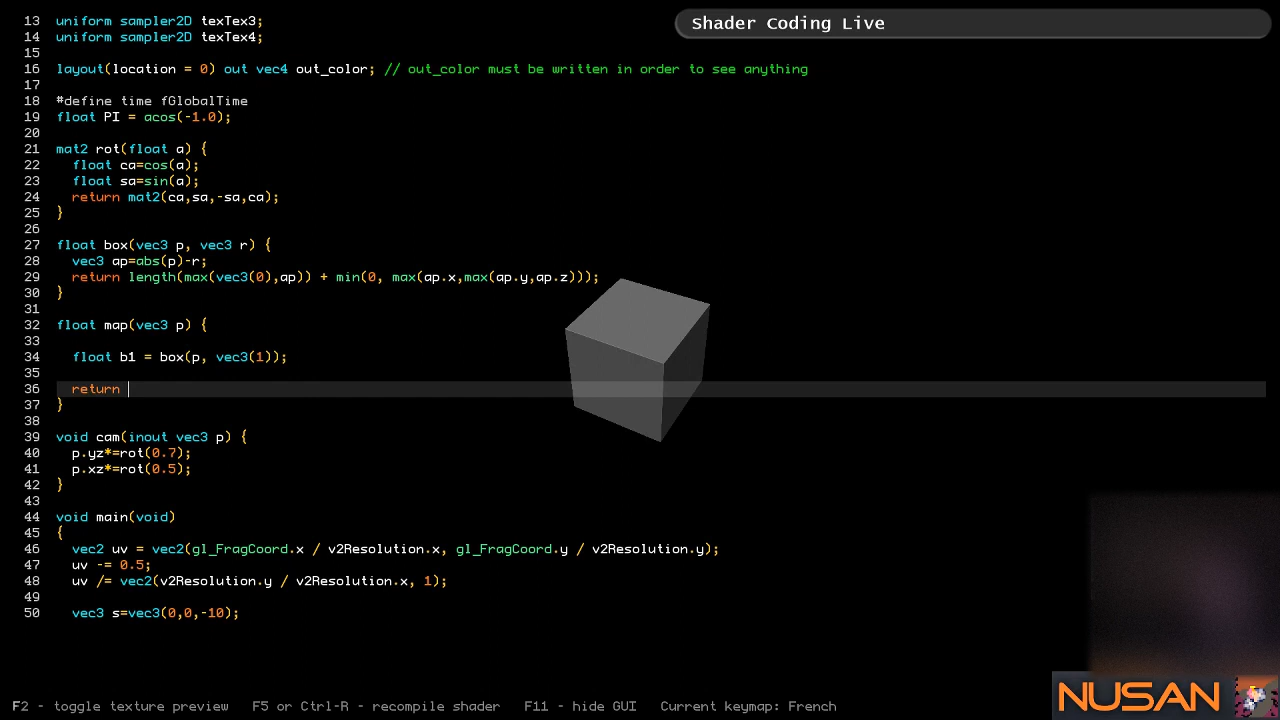 Shader Coding Live
13 uniform sampler2D texTex3;
14 uniform sampler2D texTex4;
15
16 layout(location = 0) out vec4 out_color; // out_color must be written in order to see anything
17
18 #define time fGlobalTime
19 float PI = acos(-1.0);
20
21 mat2 rot(float a) {
22   float ca=cos(a);
23   float sa=sin(a);
24   return mat2(ca,sa,-sa,ca);
25 }
26
27 float box(vec3 p, vec3 r) {
28   vec3 ap=abs(p)-r;
29   return length(max(vec3(0),ap)) + min(0, max(ap.x,max(ap.y,ap.z)));
30 }
31
32 float map(vec3 p) {
33
34   float b1 = box(p, vec3(1));
35
36   return
37 }
38
39 void cam(inout vec3 p) {
40   p.yz*=rot(0.7);
41   p.xz*=rot(0.5);
42 }
43
44 void main(void)
45 {
46   vec2 uv = vec2(gl_FragCoord.x / v2Resolution.x, gl_FragCoord.y / v2Resolution.y);
47   uv -= 0.5;
48   uv /= vec2(v2Resolution.y / v2Resolution.x, 1);
49
50   vec3 s=vec3(0,0,-10);
F2 - toggle texture preview   F5 or Ctrl-R - recompile shader   F11 - hide GUI   Current keymap: French
NUSAN